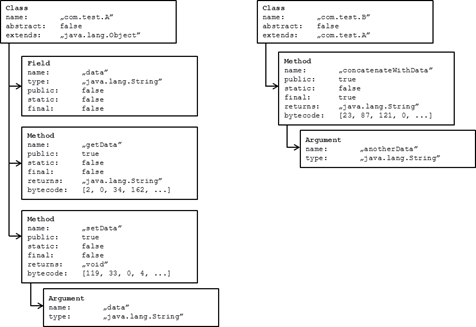 Class
name: „com.test.A”
abstract: false
extends: „java.lang.Object”
Field
name: „data”
type: „java.lang.String”
public: false
static: false
final: false
Method
name: „getData”
public: true
static: false
final: false
returns: „java.lang.String”
bytecode: [2, 0, 34, 162, ...]
Method
name: „setData”
public: true
static: false
final: false
returns: „void”
bytecode: [119, 33, 0, 4, ...]
Argument
name: „data”
type: „java.lang.String”
Class
name: „com.test.B”
abstract: false
extends: „com.test.A”
Method
name: „concatenateWithData”
public: true
static: false
final: true
returns: „java.lang.String”
bytecode: [23, 87, 121, 0, ...]
Argument
name: „anotherData”
type: „java.lang.String”